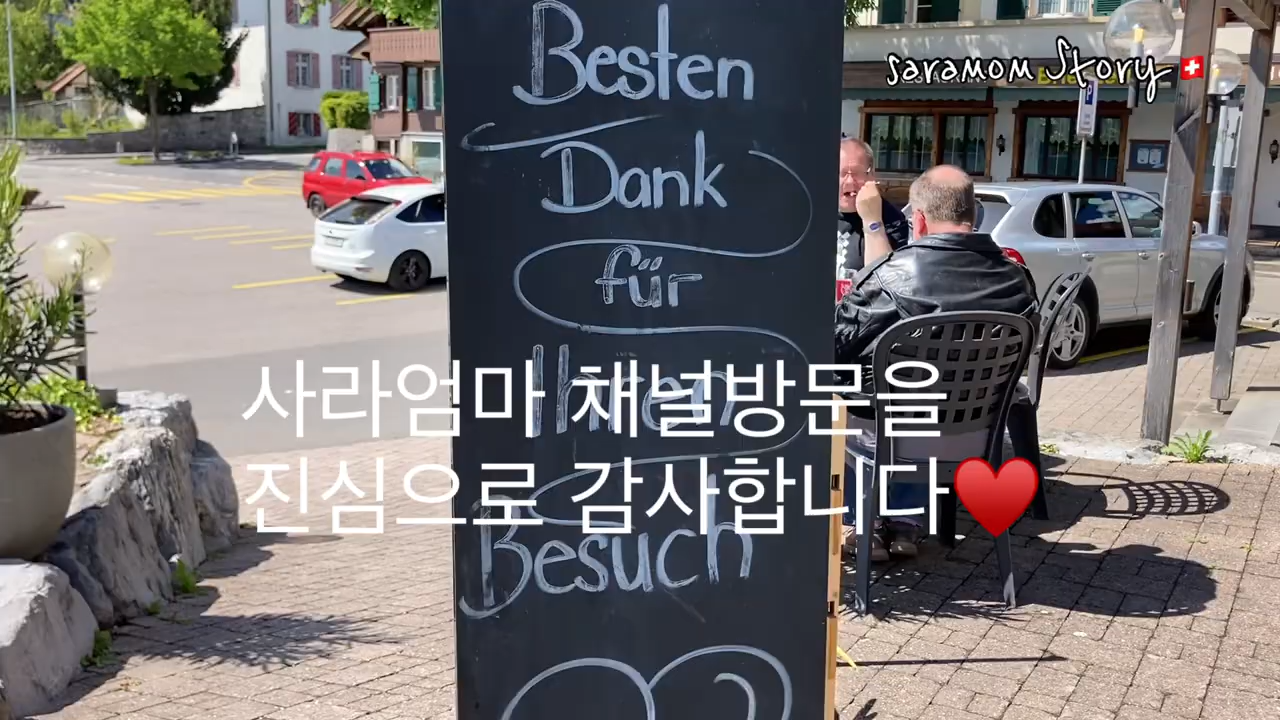 saramom Story
Besten
Dank
für
Ihren
Besuch
사라엄마 채널방문을
진심으로 감사합니다❤️